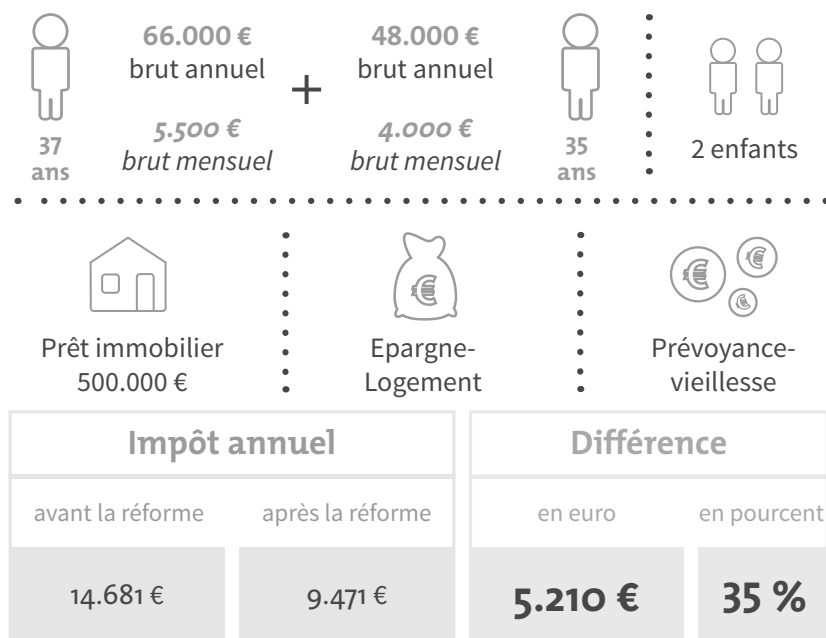 66.000 €
brut annuel
5.500 €
brut mensuel
37
ans
+
48.000 €
brut annuel
4.000 €
brut mensuel
35
ans
2 enfants
Prêt immobilier
500.000 €
€
Epargne-
Logement
€
€
€
Prévoyance-
vieillesse
Impôt annuel
Différence
avant la réforme
après la réforme
en euro
en pourcent
14.681 €
9.471 €
5.210 €
35 %